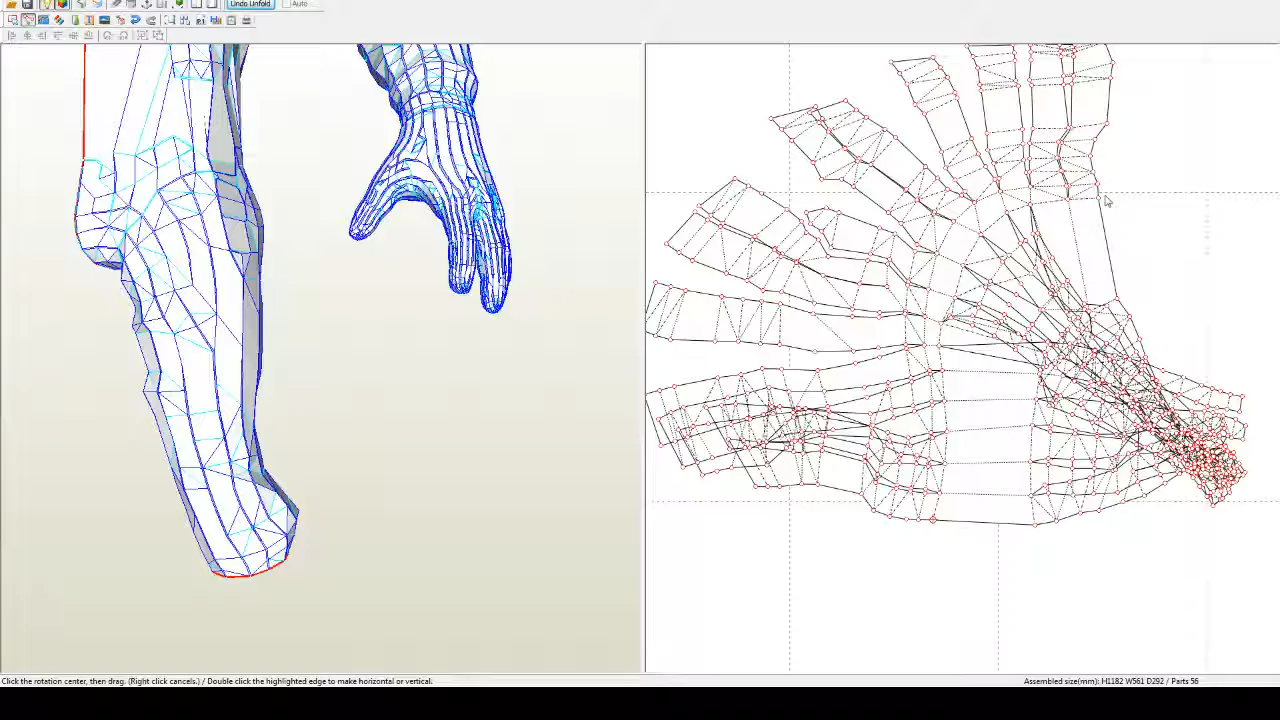 Undo Unfold
Auto
Click the rotation center, then drag. (Right click cancels.) / Double click the highlighted edge to make horizontal or vertical.
Assembled size(mm): H1182 W561 D292 / Parts 56